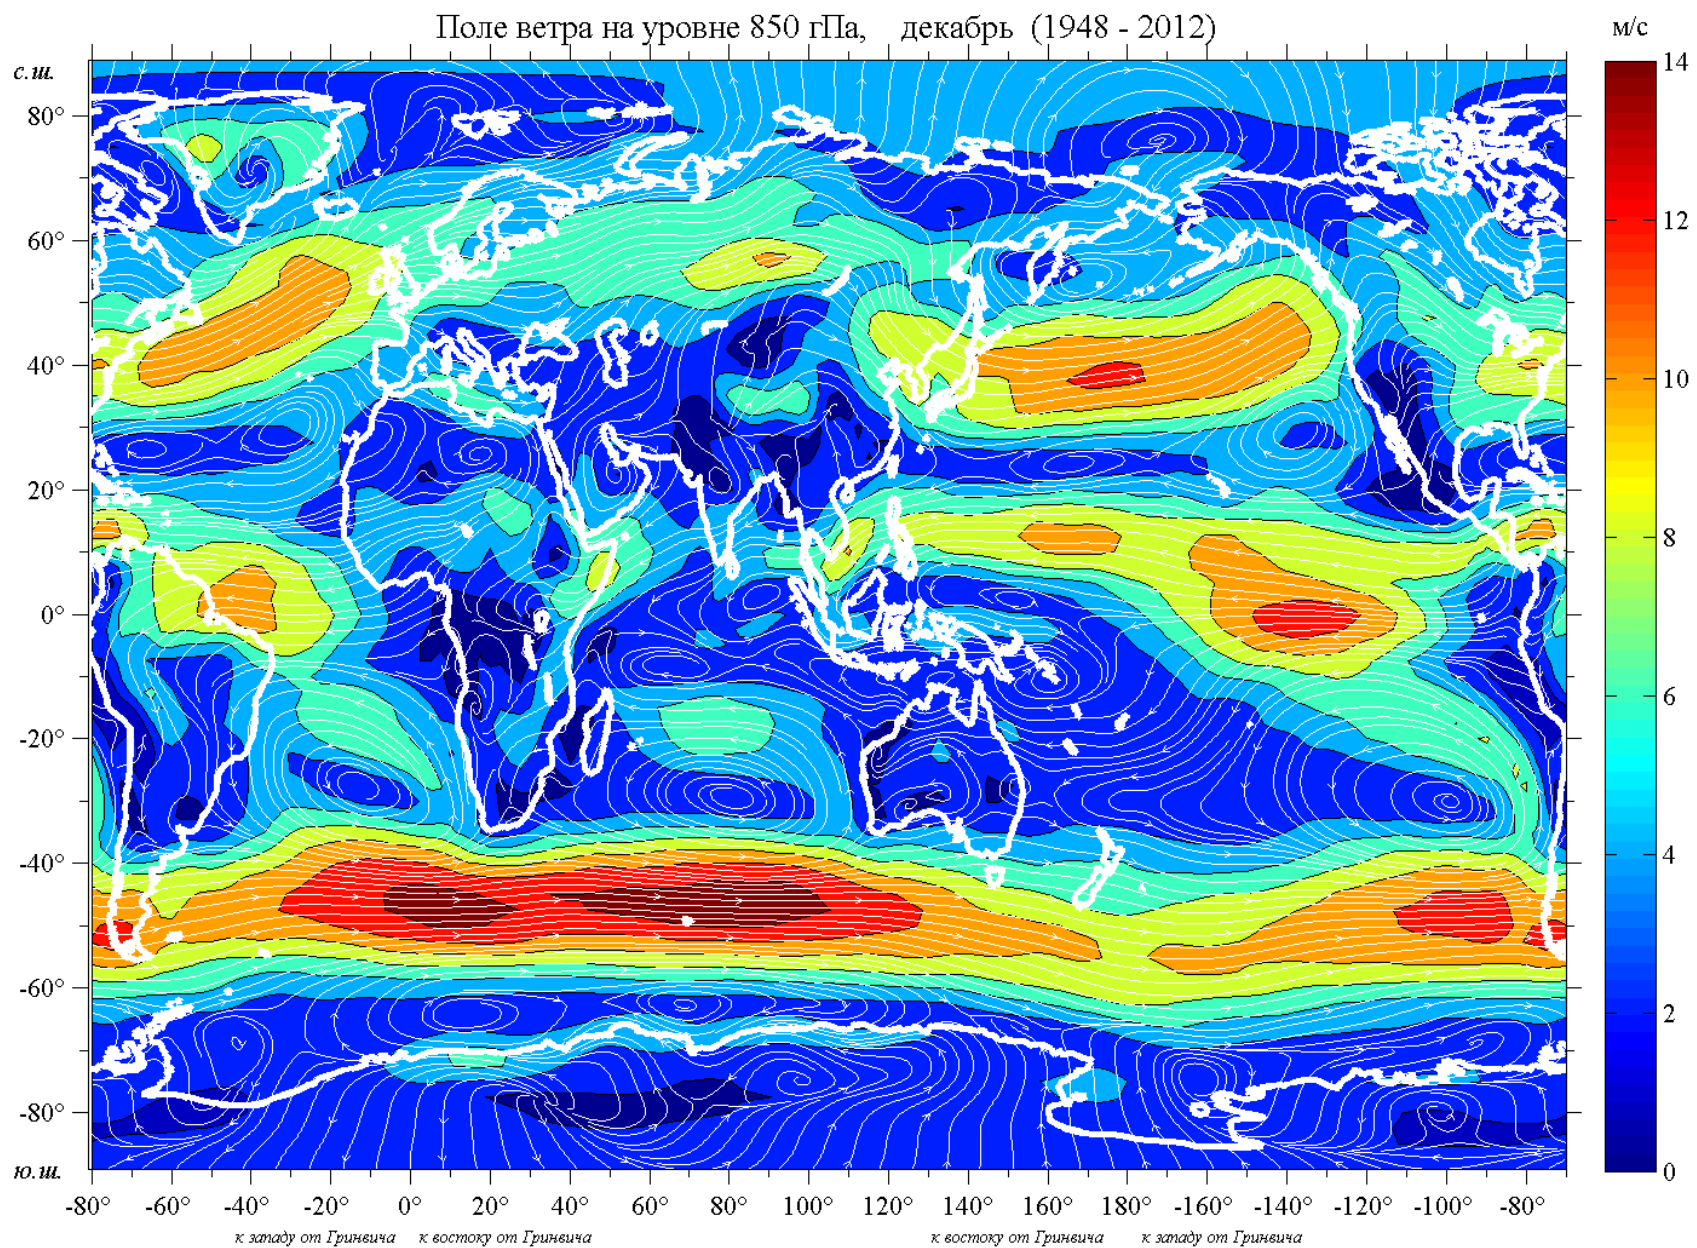 Поле ветра на уровне 850 гПа, декабрь (1948 - 2012)
м/с
с.ш.
80°
60°
40°
20°
0°
-20°
-40°
-60°
-80°
ю.ш.
14
12
10
8
6
4
2
0
-80° -60° -40° -20° 0° 20° 40° 60° 80° 100° 120° 140° 160° 180° -160° -140° -120° -100° -80°
к западу от Гринвича к востоку от Гринвича к востоку от Гринвича к западу от Гринвича